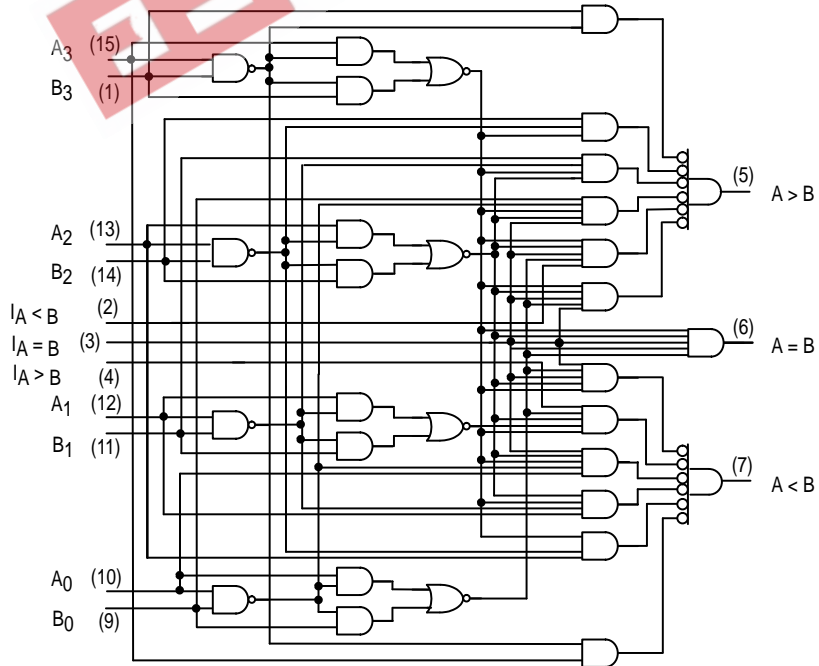 A3 (15)
B3 (1)
A2 (13)
B2 (14)
IA < B (2)
IA = B (3)
IA > B (4)
A1 (12)
B1 (11)
A0 (10)
B0 (9)
(5) A > B
(6) A = B
(7) A < B